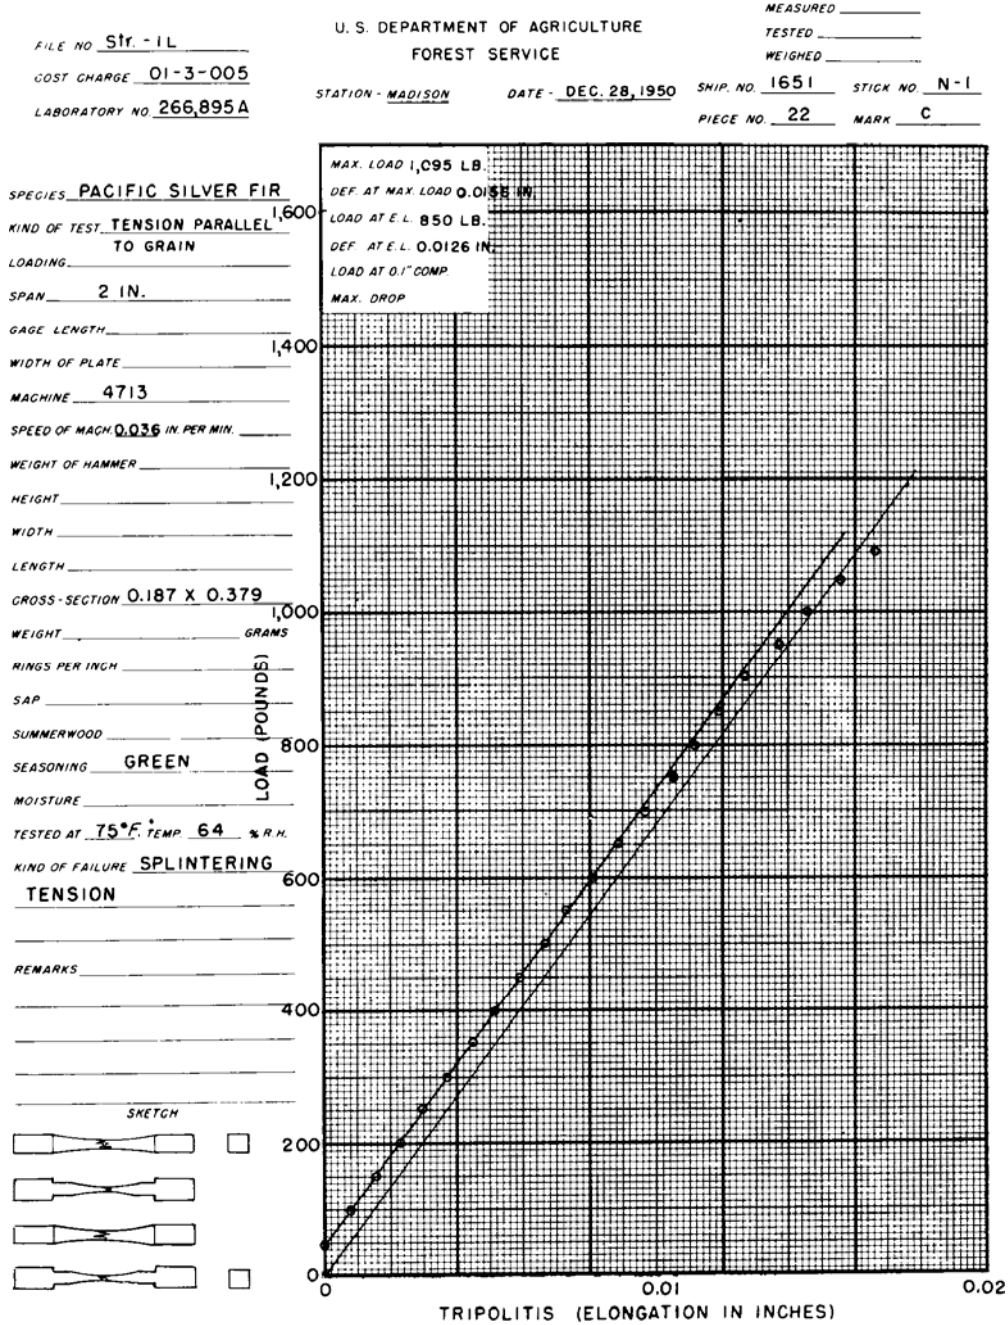 U. S. DEPARTMENT OF AGRICULTURE
FOREST SERVICE
FILE NO Str. - 1L
COST CHARGE 01-3-005
LABORATORY NO. 266,895A
STATION - MADISON DATE - DEC. 28, 1950
MEASURED
TESTED
WEIGHED
SHIP. NO. 1651 STICK NO. N-1
PIECE NO. 22 MARK C
SPECIES PACIFIC SILVER FIR
KIND OF TEST TENSION PARALLEL
TO GRAIN
LOADING
SPAN 2 IN.
GAGE LENGTH
WIDTH OF PLATE
MACHINE 4713
SPEED OF MACH. 0.036 IN. PER MIN.
WEIGHT OF HAMMER
HEIGHT
WIDTH
LENGTH
CROSS-SECTION 0.187 X 0.379
WEIGHT GRAMS
RINGS PER INCH
SAP
SUMMERWOOD
SEASONING GREEN
MOISTURE
TESTED AT 75°F. TEMP. 64 % R.H.
KIND OF FAILURE SPLINTERING
TENSION
REMARKS
SKETCH
MAX. LOAD 1,095 LB.
DEF. AT MAX. LOAD IN.
LOAD AT E.L. 850 LB.
DEF. AT E.L. 0.0126 IN.
LOAD AT 0.1" COMP.
MAX. DROP
LOAD (POUNDS)
1,600
1,400
1,200
1,000
800
600
400
200
0
0 0.01 0.02
TRIPOLITIS (ELONGATION IN INCHES)